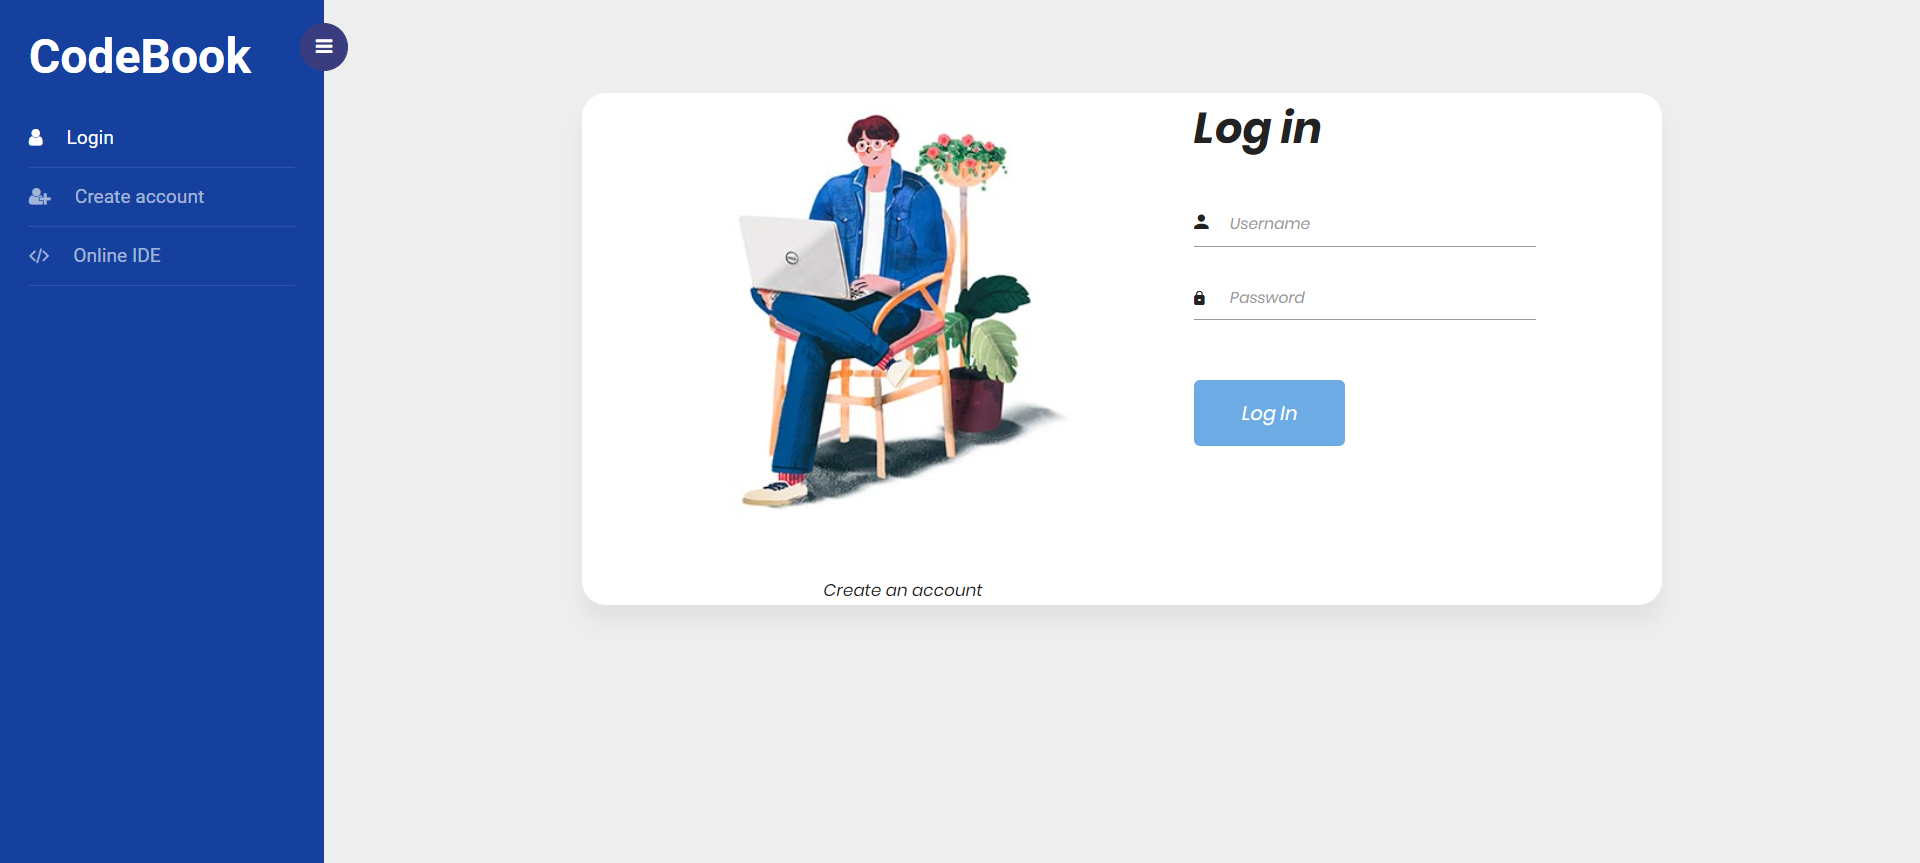 CodeBook
Login
Create account
Online IDE
Log in
Username
Password
Log In
Create an account